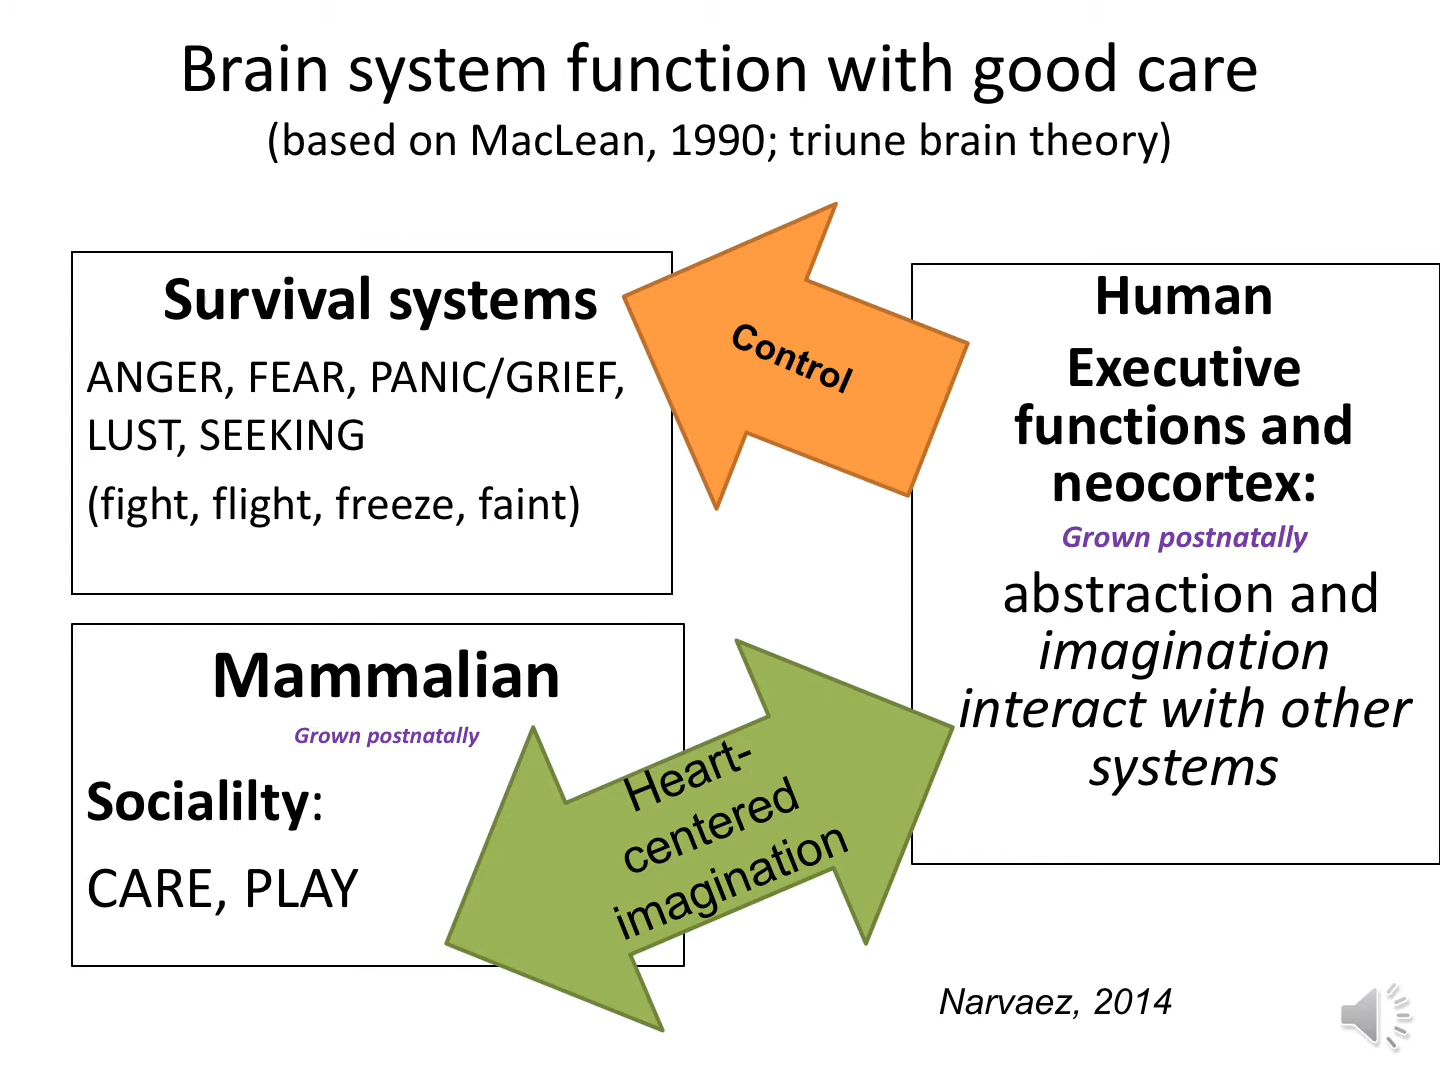 Brain system function with good care
(based on MacLean, 1990; triune brain theory)
Survival systems
ANGER, FEAR, PANIC/GRIEF,
LUST, SEEKING
(fight, flight, freeze, faint)
Control
Human
Executive
functions and
neocortex:
Grown postnatally
abstraction and
imagination
interact with other
systems
Mammalian
Grown postnatally
Socialilty:
CARE, PLAY
Heart-
centered
imagination
Narvaez, 2014